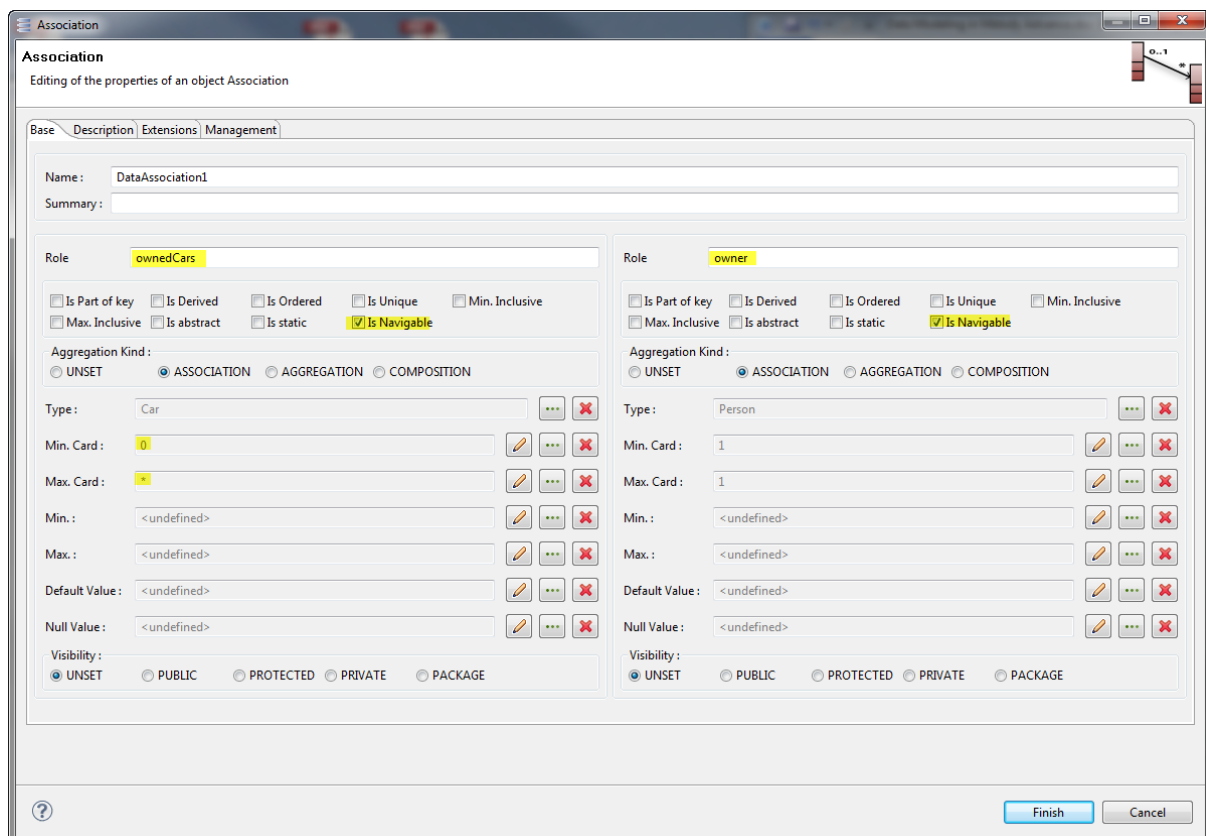 Association
Association
Editing of the properties of an object Association
0..1
*
Base Description Extensions Management
Name : DataAssociation1
Summary :
Role ownedCars
Is Part of key Is Derived Is Ordered Is Unique Min. Inclusive
Max. Inclusive Is abstract Is static Is Navigable
Aggregation Kind :
UNSET ASSOCIATION AGGREGATION COMPOSITION
Type : Car ...
Min. Card : 0 ...
Max. Card : * ...
Min. : <undefined> ...
Max. : <undefined> ...
Default Value : <undefined> ...
Null Value : <undefined> ...
Visibility :
UNSET PUBLIC PROTECTED PRIVATE PACKAGE
Role owner
Is Part of key Is Derived Is Ordered Is Unique Min. Inclusive
Max. Inclusive Is abstract Is static Is Navigable
Aggregation Kind :
UNSET ASSOCIATION AGGREGATION COMPOSITION
Type : Person ...
Min. Card : 1 ...
Max. Card : 1 ...
Min. : <undefined> ...
Max. : <undefined> ...
Default Value : <undefined> ...
Null Value : <undefined> ...
Visibility :
UNSET PUBLIC PROTECTED PRIVATE PACKAGE
?
Finish Cancel